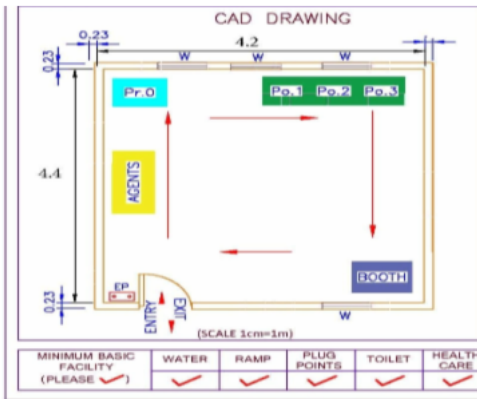 CAD DRAWING
0.23
4.2
W W W
0.23
Pr.O
Po.1 Po.2 Po.3
4.4
AGENTS
BOOTH
EP
0.23
ENTRY
EXIT
W
(SCALE 1cm=1m)
MINIMUM BASIC
FACILITY
(PLEASE ✓)
WATER
RAMP
PLUG
POINTS
TOILET
HEALTH
CARE
✓ ✓ ✓ ✓ ✓